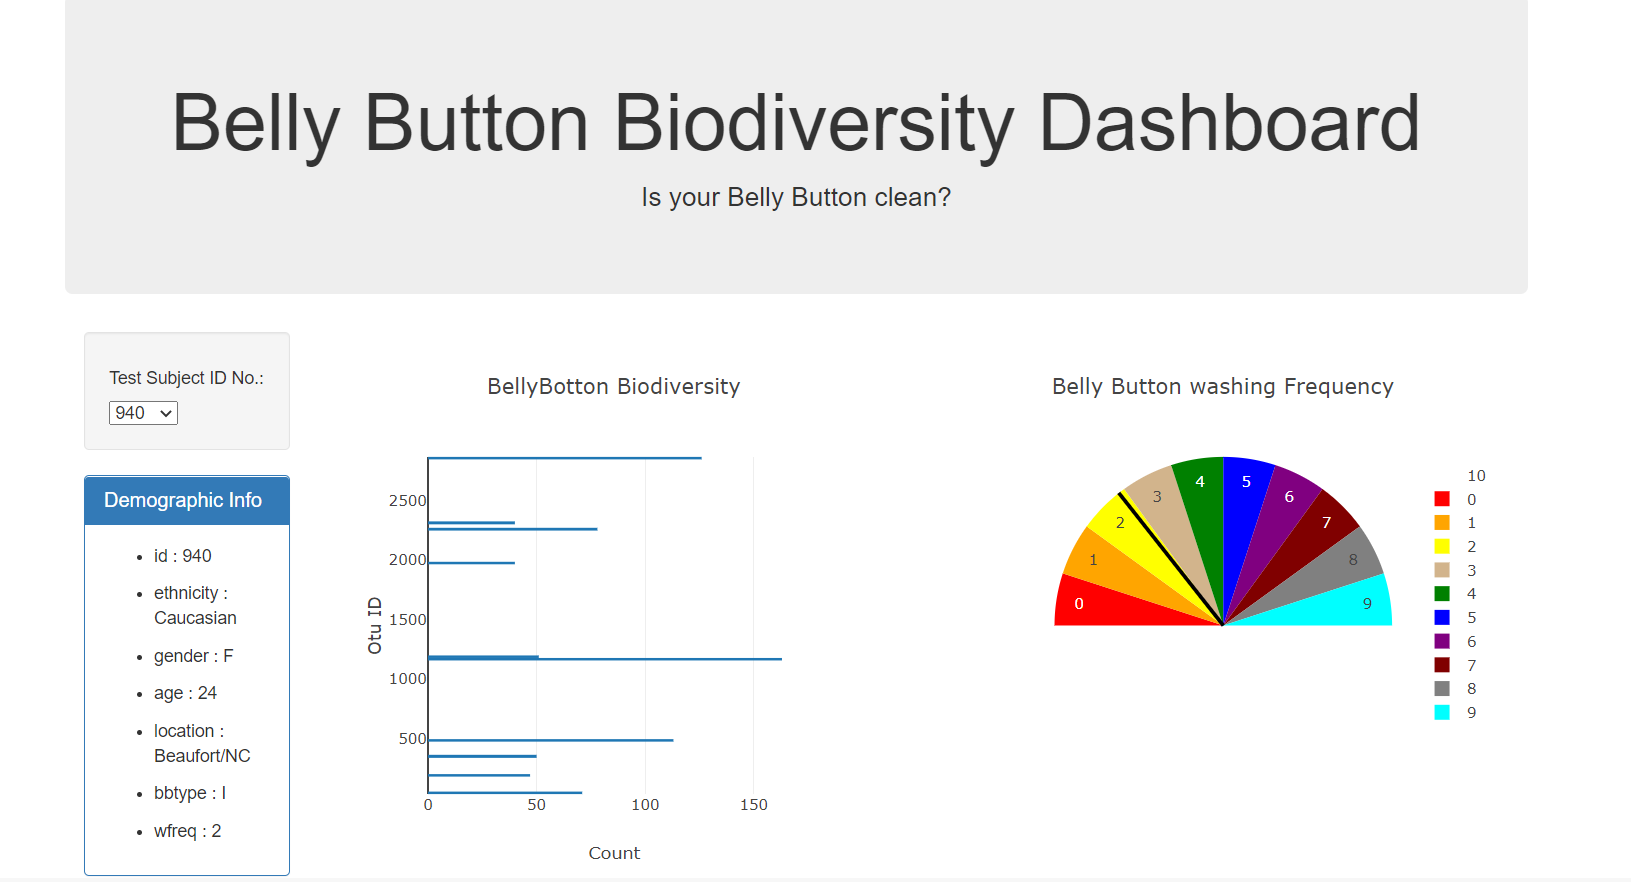 Belly Button Biodiversity Dashboard
Is your Belly Button clean?
Test Subject ID No.:
940
Demographic Info
id : 940
ethnicity :
Caucasian
gender : F
age : 24
location :
Beaufort/NC
bbtype : I
wfreq : 2
BellyBotton Biodiversity
Otu ID
2500
2000
1500
1000
500
0 50 100 150
Count
Belly Button washing Frequency
0 1 2 3 4 5 6 7 8 9
10
0
1
2
3
4
5
6
7
8
9